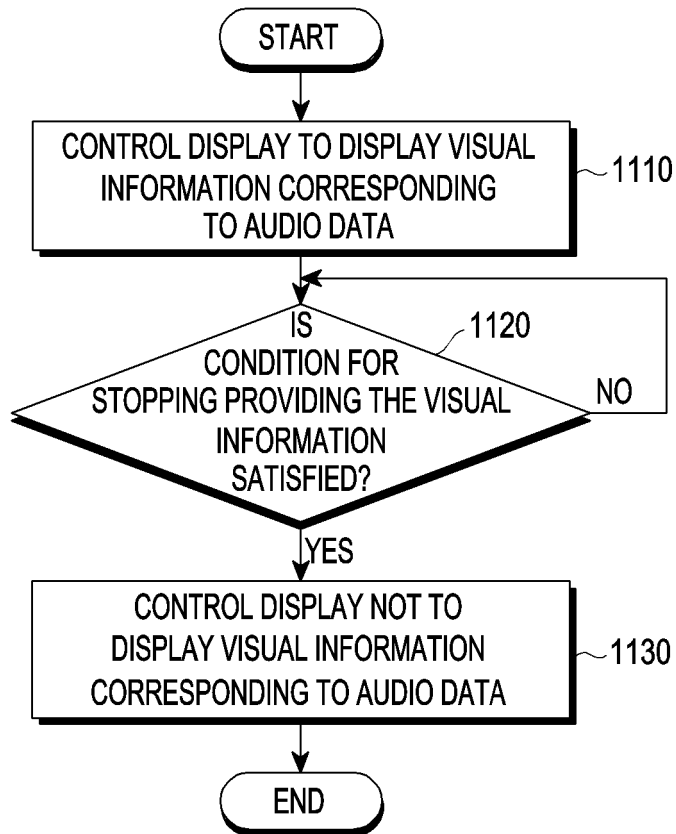 START
CONTROL DISPLAY TO DISPLAY VISUAL
INFORMATION CORRESPONDING
TO AUDIO DATA
1110
IS
CONDITION FOR
STOPPING PROVIDING THE VISUAL
INFORMATION
SATISFIED?
1120
NO
YES
CONTROL DISPLAY NOT TO
DISPLAY VISUAL INFORMATION
CORRESPONDING TO AUDIO DATA
1130
END